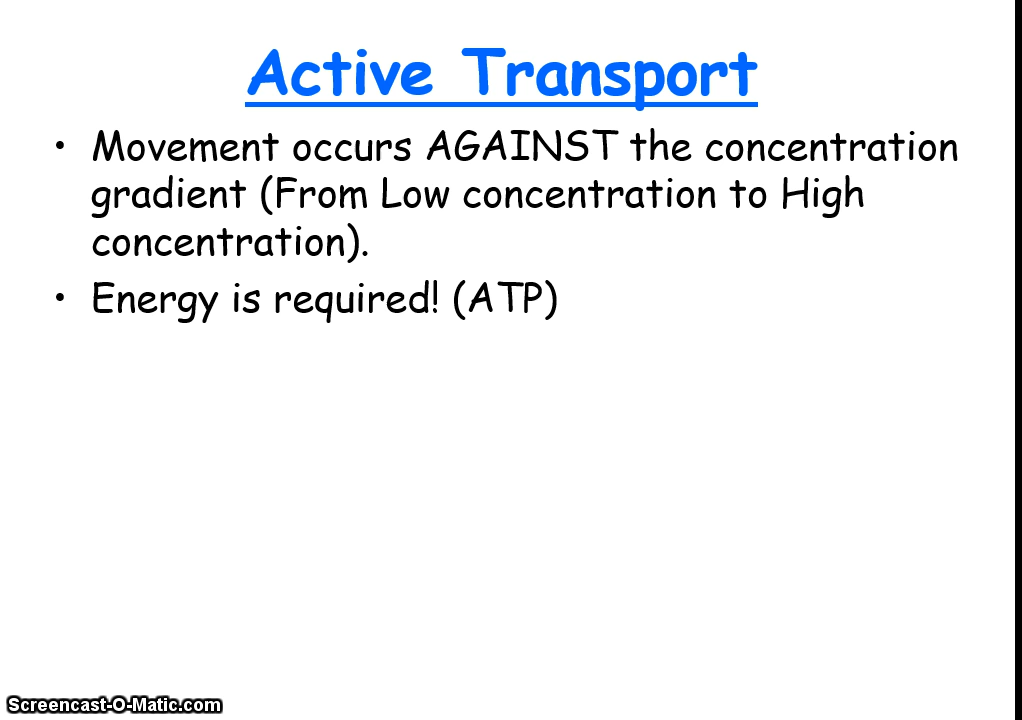 Active Transport
• Movement occurs AGAINST the concentration
gradient (From Low concentration to High
concentration).
• Energy is required! (ATP)
Screencast-O-Matic.com